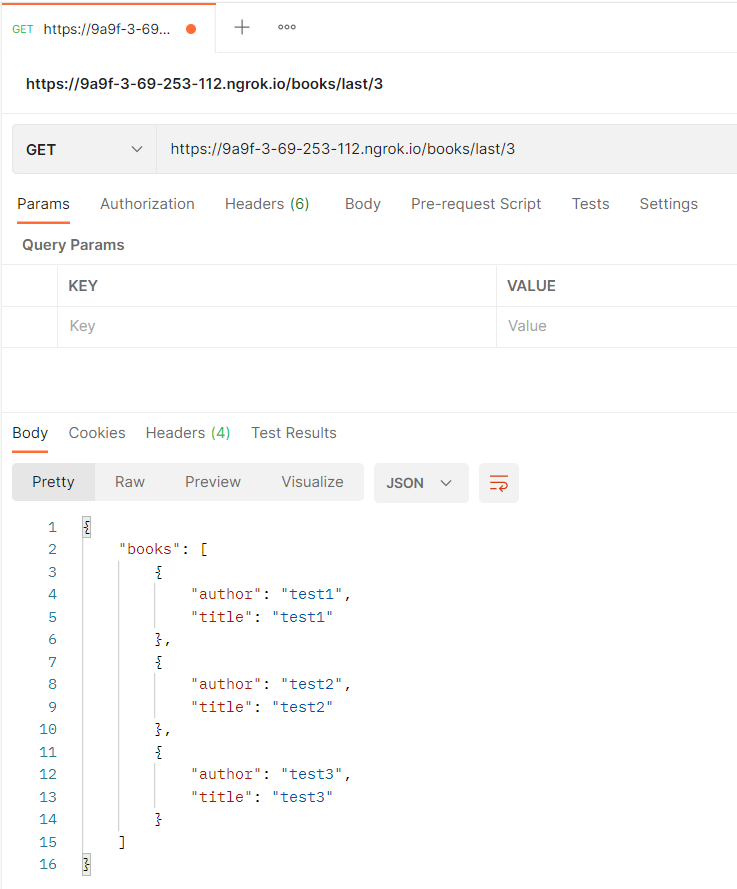 GET https://9a9f-3-69... + ooo
https://9a9f-3-69-253-112.ngrok.io/books/last/3
GET https://9a9f-3-69-253-112.ngrok.io/books/last/3
Params Authorization Headers (6) Body Pre-request Script Tests Settings
Query Params
KEY VALUE
Key Value
Body Cookies Headers (4) Test Results
Pretty Raw Preview Visualize JSON
1 {
2 "books": [
3 {
4 "author": "test1",
5 "title": "test1"
6 },
7 {
8 "author": "test2",
9 "title": "test2"
10 },
11 {
12 "author": "test3",
13 "title": "test3"
14 }
15 ]
16 }